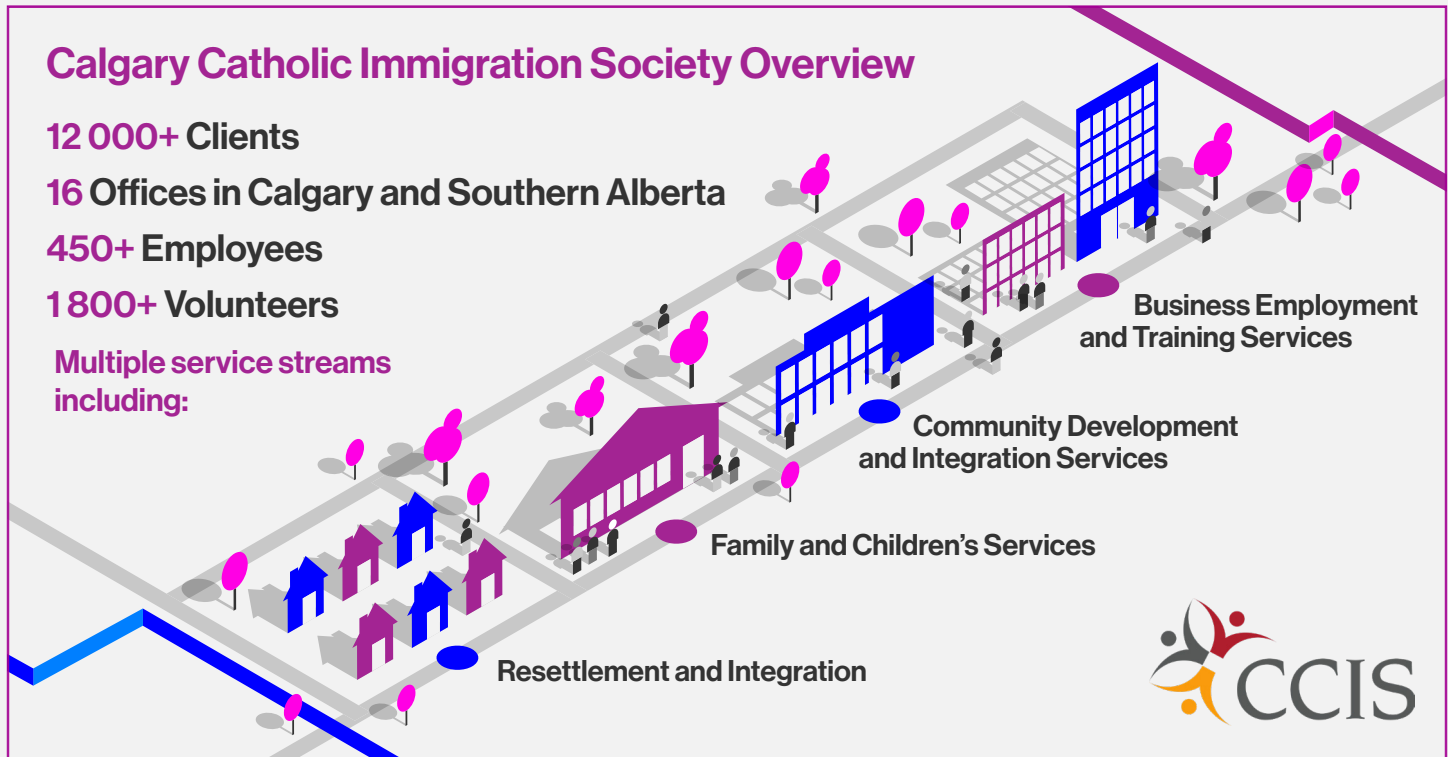 Calgary Catholic Immigration Society Overview
12 000+ Clients
16 Offices in Calgary and Southern Alberta
450+ Employees
1 800+ Volunteers
Multiple service streams
including:
Business Employment
and Training Services
Community Development
and Integration Services
Family and Children’s Services
Resettlement and Integration
CCIS